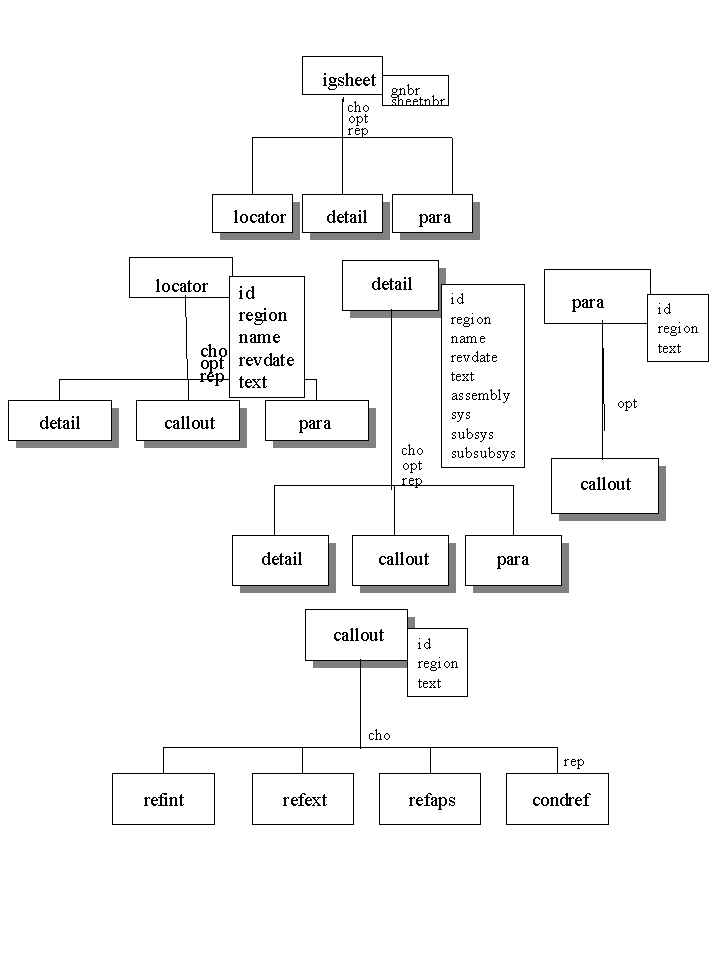 igsheet
gnbr
sheetnbr
cho
opt
rep
locator
detail
para
locator
id
region
name
revdate
text
cho
opt
rep
detail
callout
para
detail
id
region
name
revdate
text
assembly
sys
subsys
subsubsys
cho
opt
rep
detail
callout
para
para
id
region
text
opt
callout
callout
id
region
text
cho
rep
refint
refext
refaps
condref